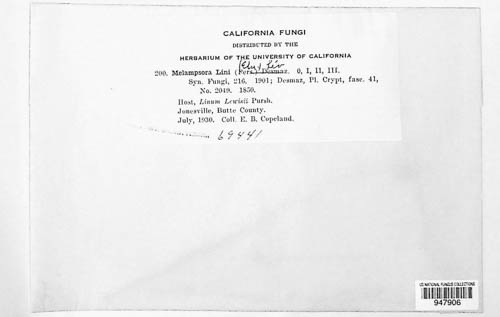 CALIFORNIA FUNGI
DISTRIBUTED BY THE
HERBARIUM OF THE UNIVERSITY OF CALIFORNIA
200. Melampsora Lini (Pers.) Desmaz. 0, I, II, III.
Syn. Fungi, 216. 1901; Desmaz, Pl. Crypt, fasc. 41,
No. 2049. 1850.
Host, Linum Lewisii Pursh.
Jonesville, Butte County.
July, 1930. Coll. E. B. Copeland.
69441
US NATIONAL FUNGUS COLLECTIONS
947906